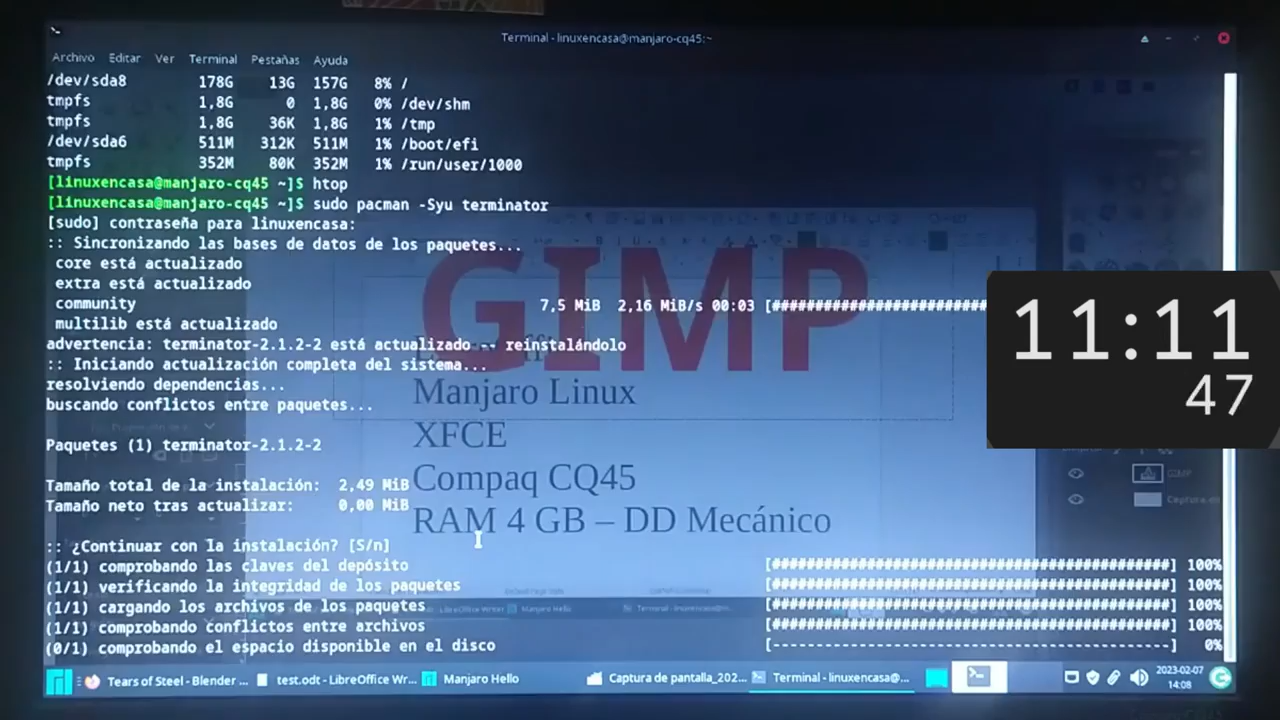 Terminal - linuxencasa@manjaro-cq45:~
Archivo Editar Ver Terminal Pestañas Ayuda
/dev/sda8 178G 13G 157G 8% /
tmpfs 1,8G 0 1,8G 0% /dev/shm
tmpfs 1,8G 36K 1,8G 1% /tmp
/dev/sda6 511M 312K 511M 1% /boot/efi
tmpfs 352M 80K 352M 1% /run/user/1000
[linuxencasa@manjaro-cq45 ~]$ htop
[linuxencasa@manjaro-cq45 ~]$ sudo pacman -Syu terminator
[sudo] contraseña para linuxencasa:
:: Sincronizando las bases de datos de los paquetes...
core está actualizado
extra está actualizado
community 7,5 MiB 2,16 MiB/s 00:03 [#########################
multilib está actualizado
advertencia: terminator-2.1.2-2 está actualizado -- reinstalándolo
:: Iniciando actualización completa del sistema...
resolviendo dependencias...
buscando conflictos entre paquetes...
Paquetes (1) terminator-2.1.2-2
Tamaño total de la instalación: 2,49 MiB
Tamaño neto tras actualizar: 0,00 MiB
:: ¿Continuar con la instalación? [S/n]
(1/1) comprobando las claves del depósito [##############################################] 100%
(1/1) verificando la integridad de los paquetes [##############################################] 100%
(1/1) cargando los archivos de los paquetes [##############################################] 100%
(1/1) comprobando conflictos entre archivos [##############################################] 100%
(0/1) comprobando el espacio disponible en el disco [----------------------------------------------] 0%
GIMP
Manjaro Linux
XFCE
Compaq CQ45
RAM 4 GB – DD Mecánico
11:11
47
GIMP
Tears of Steel - Blender ... test.odt - LibreOffice Wr... Manjaro Hello Captura de pantalla_202... Terminal - linuxencasa@... 2023-02-07
14:08